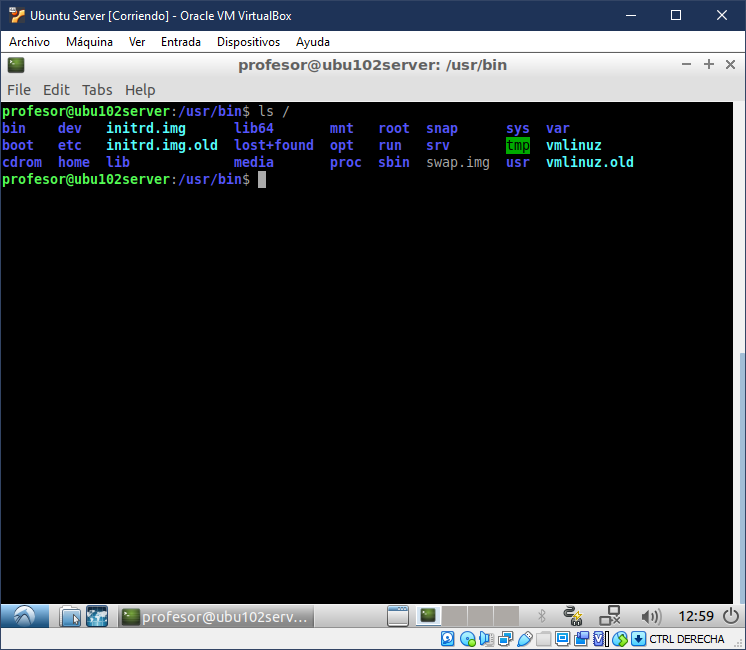 Ubuntu Server [Corriendo] - Oracle VM VirtualBox
Archivo Máquina Ver Entrada Dispositivos Ayuda
profesor@ubu102server: /usr/bin
File Edit Tabs Help
profesor@ubu102server:/usr/bin$ ls /
bin dev initrd.img lib64 mnt root snap sys var
boot etc initrd.img.old lost+found opt run srv tmp vmlinuz
cdrom home lib media proc sbin swap.img usr vmlinuz.old
profesor@ubu102server:/usr/bin$
profesor@ubu102serv... 12:59
CTRL DERECHA